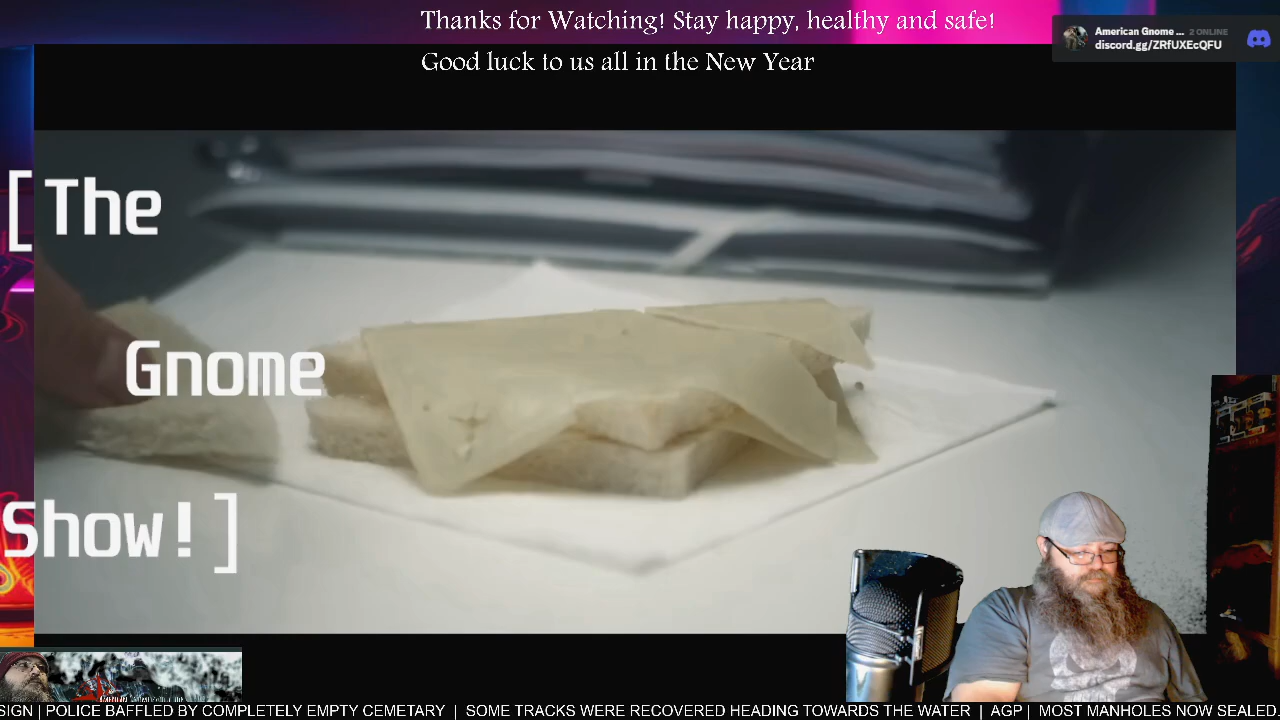 Thanks for Watching! Stay happy, healthy and safe!
American Gnome ... 2 ONLINE
discord.gg/ZRfUXEcQFU
Good luck to us all in the New Year
[The
Gnome
Show!]
SIGN | POLICE BAFFLED BY COMPLETELY EMPTY CEMETARY | SOME TRACKS WERE RECOVERED HEADING TOWARDS THE WATER | AGP | MOST MANHOLES NOW SEALED